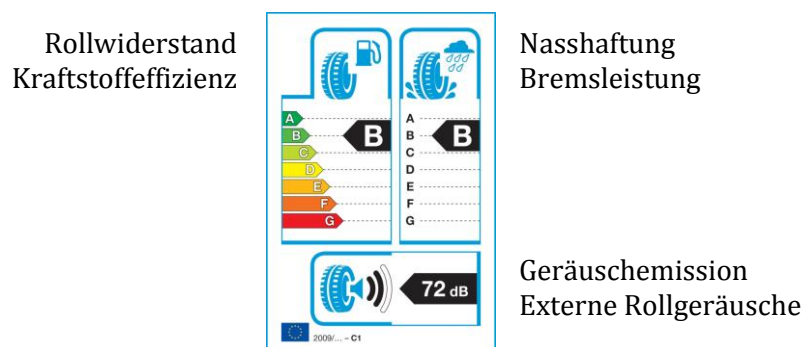 Rollwiderstand
Kraftstoffeffizienz
Nasshaftung
Bremsleistung
A
B
C
D
E
F
G
B
A
B
C
D
E
F
G
B
72 dB
Geräuschemission
Externe Rollgeräusche
2009/... – C1